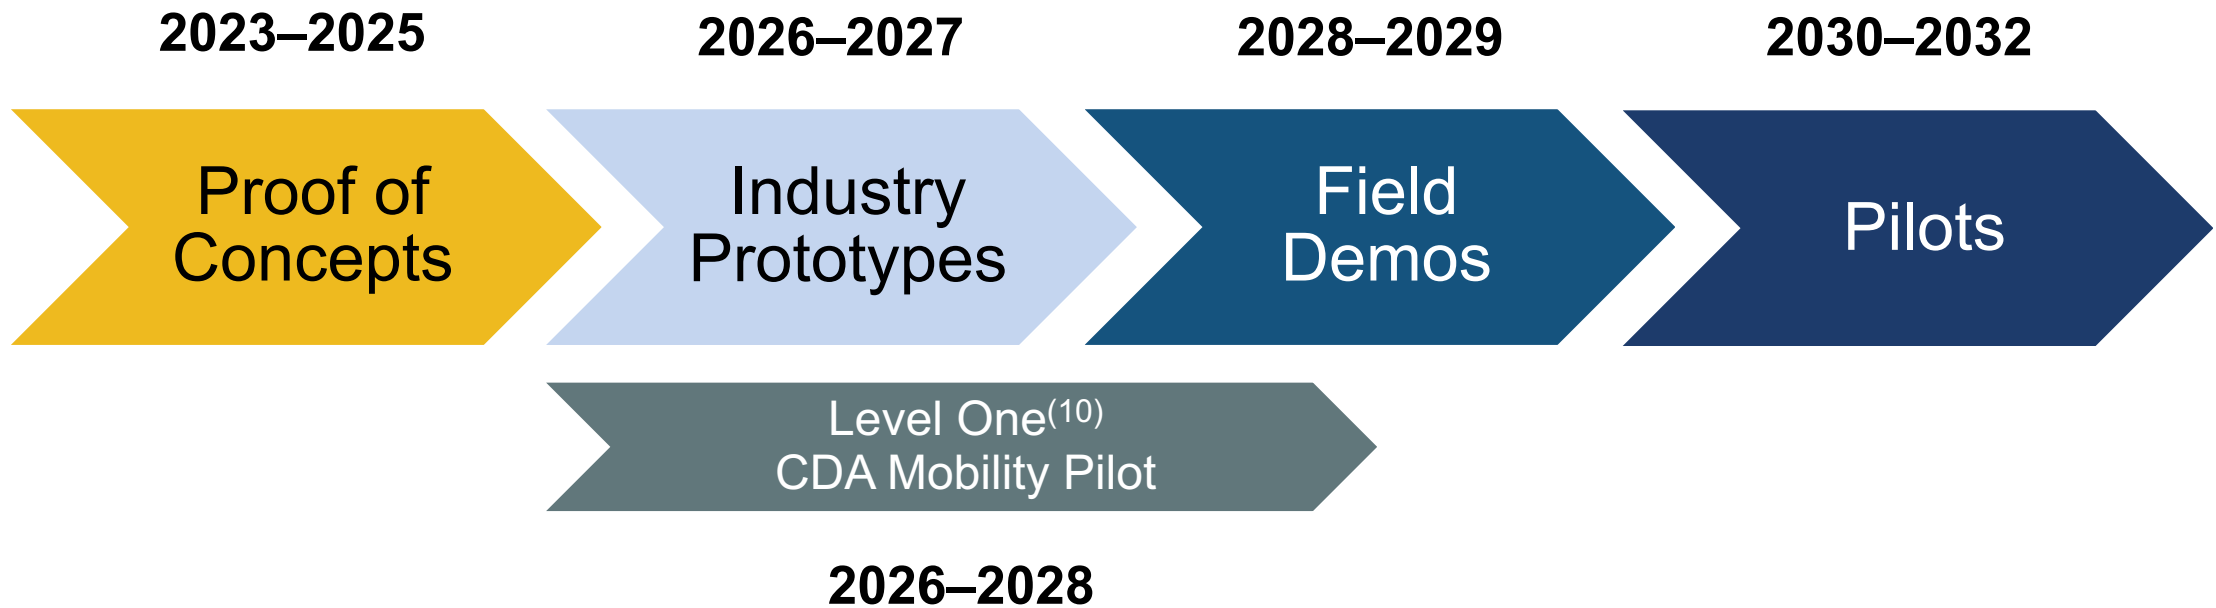 2023–2025
2026–2027
2028–2029
2030–2032
Proof of
Concepts
Industry
Prototypes
Field
Demos
Pilots
Level One(10)
CDA Mobility Pilot
2026–2028